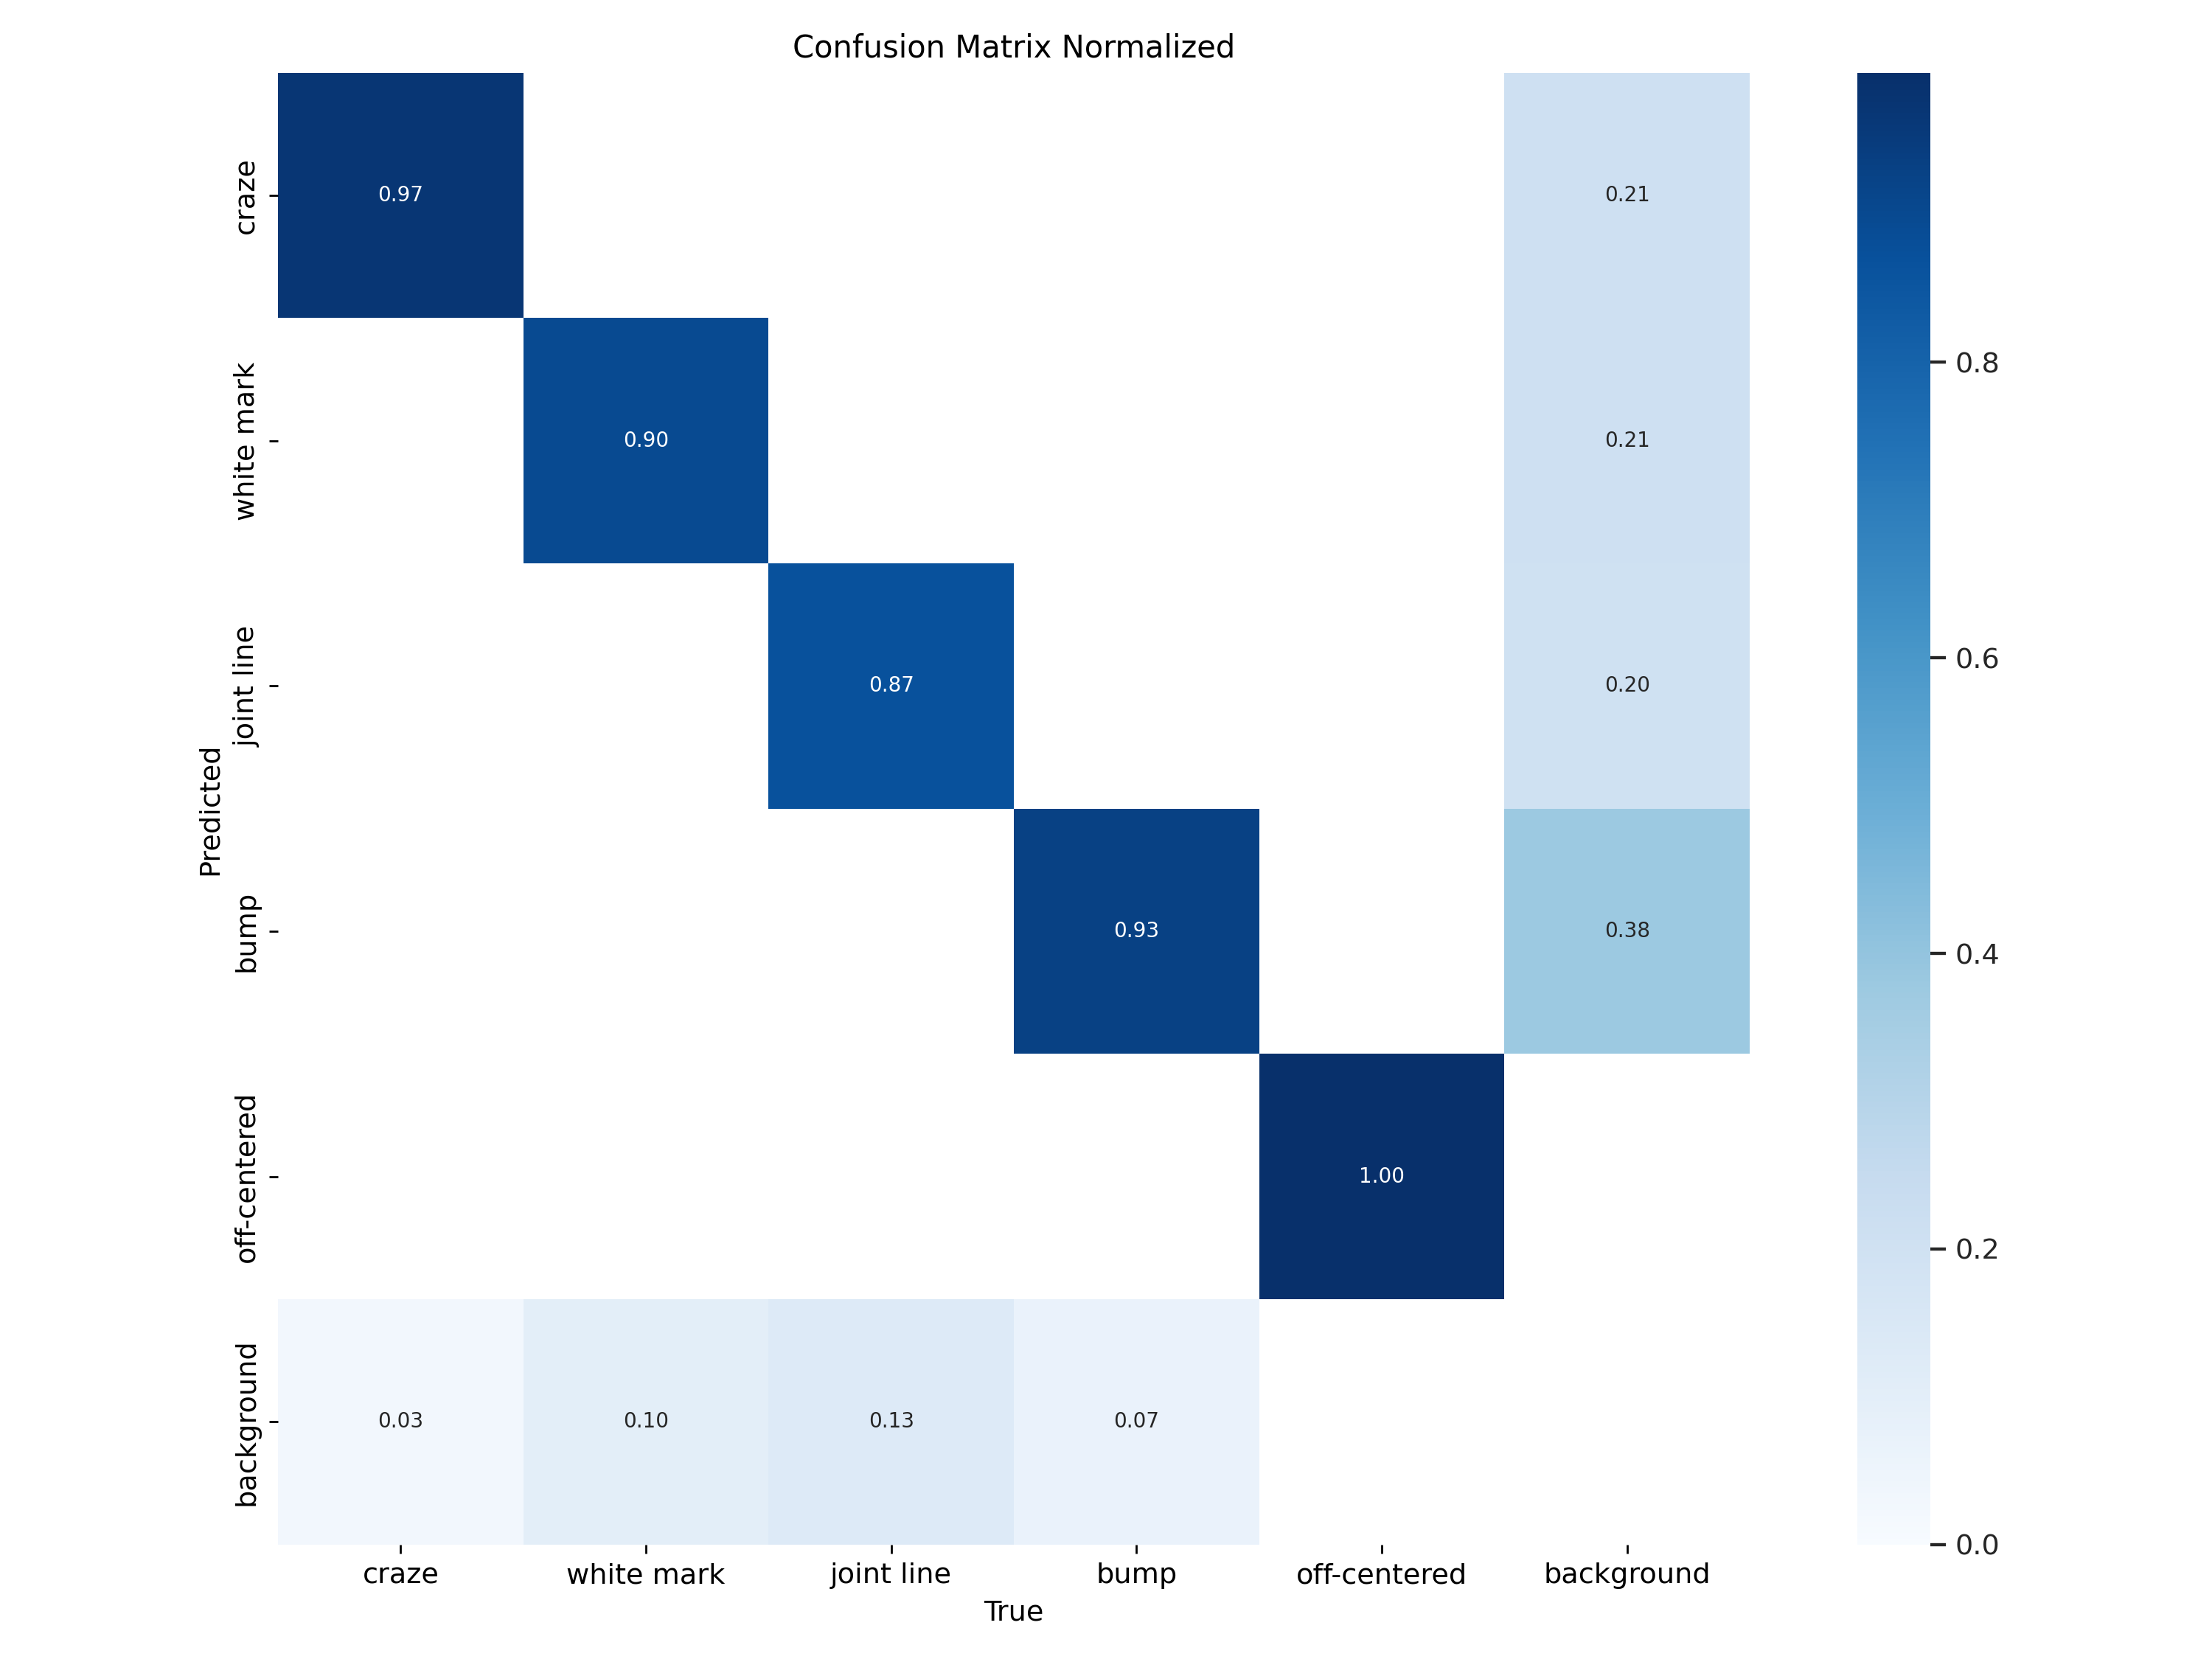 Confusion Matrix Normalized
craze
0.97
0.21
white mark
0.90
0.21
0.8
joint line
0.87
0.20
0.6
Predicted
bump
0.93
0.38
0.4
off-centered
1.00
0.2
background
0.03
0.10
0.13
0.07
0.0
craze
white mark
joint line
bump
off-centered
background
True